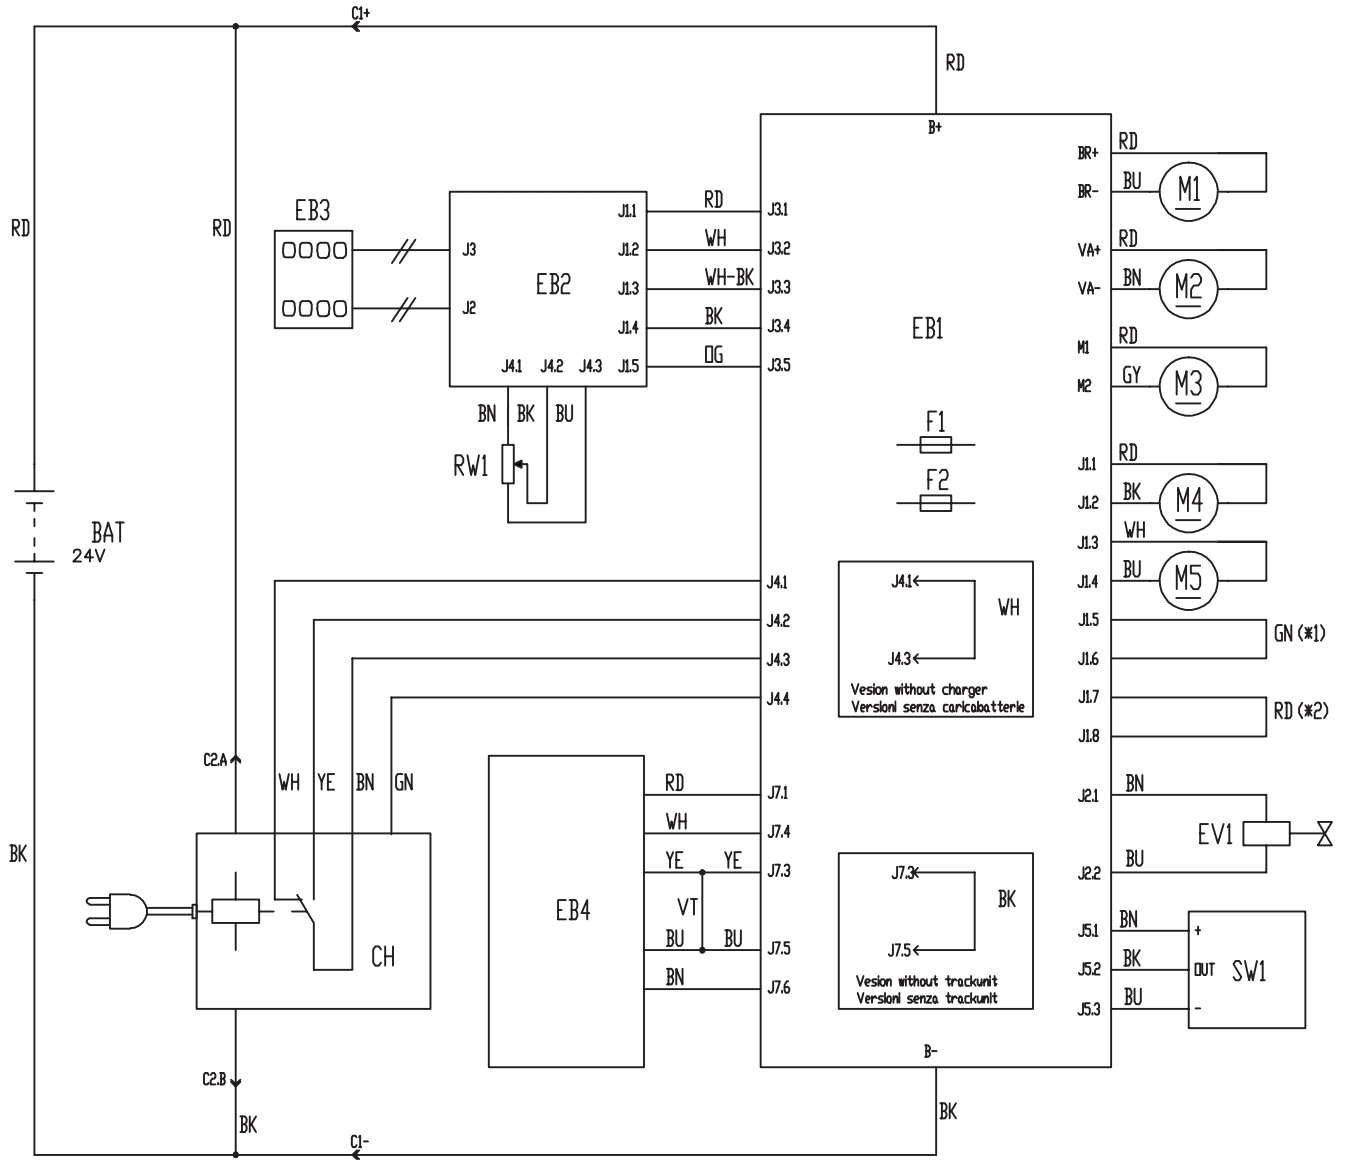 C1+
RD
B+
RD
RD
BAT
24V
BK
EB3
J3
J2
EB2
J1.1
J1.2
J1.3
J1.4
J1.5
J4.1 J4.2 J4.3
RD
WH
WH-BK
BK
OG
J3.1
J3.2
J3.3
J3.4
J3.5
BN BK BU
RW1
EB1
F1
F2
J4.1
J4.2
J4.3
J4.4
J4.1
WH
J4.3
Vesion without charger
Versioni senza caricabatterie
C2.A
WH YE BN GN
CH
C2.B
BK
C1-
EB4
RD
WH
YE YE
VT
BU BU
BN
J7.1
J7.4
J7.3
J7.5
J7.6
J7.3
BK
J7.5
Vesion without trackunit
Versioni senza trackunit
B-
BK
BR+ RD
BR- BU M1
VA+ RD
VA- BN M2
M1 RD
M2 GY M3
J1.1 RD
J1.2 BK M4
J1.3 WH
J1.4 BU M5
J1.5
GN (*1)
J1.6
J1.7
RD (*2)
J1.8
J2.1 BN
EV1
J2.2 BU
J5.1 BN +
J5.2 BK OUT SW1
J5.3 BU -